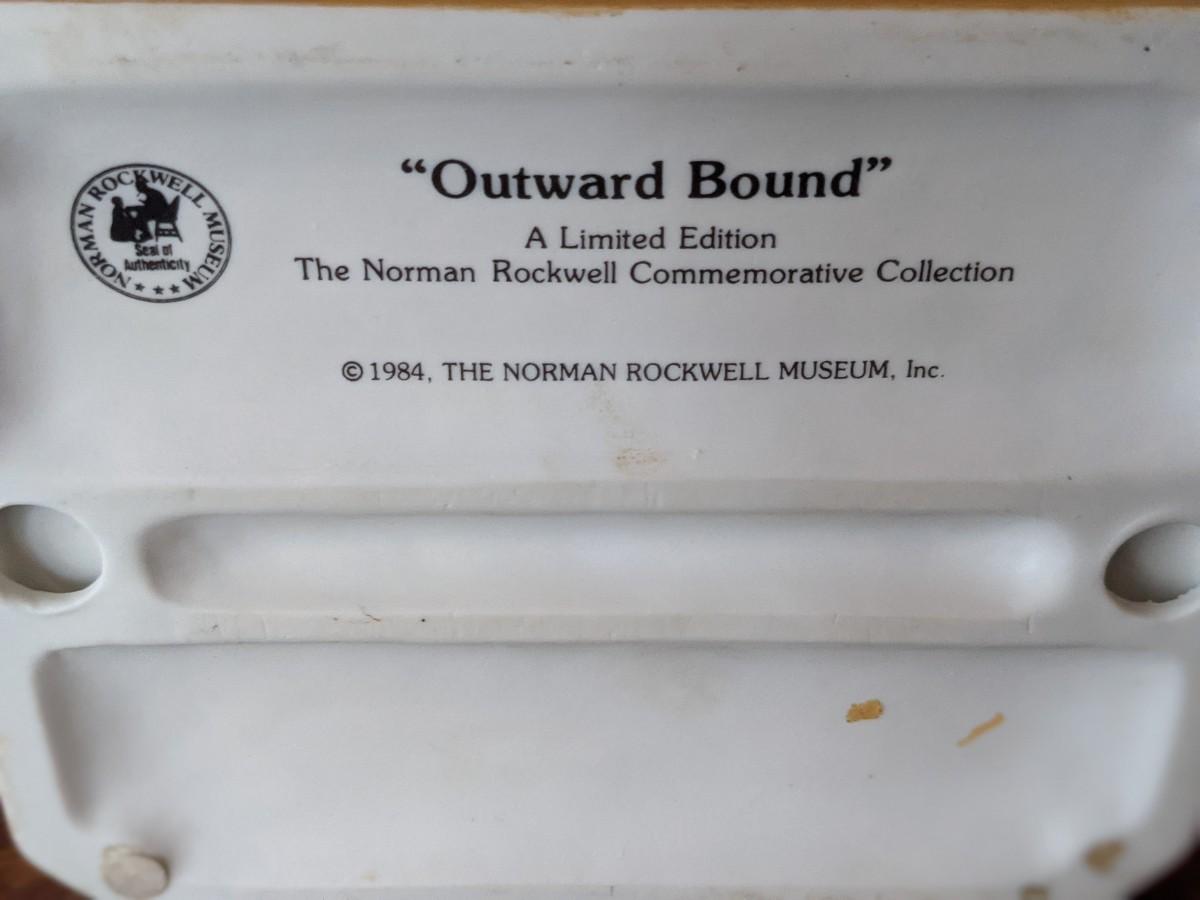 “Outward Bound”
A Limited Edition
The Norman Rockwell Commemorative Collection
NORMAN ROCKWELL MUSEUM
Seal of
Authenticity
©1984, THE NORMAN ROCKWELL MUSEUM, Inc.